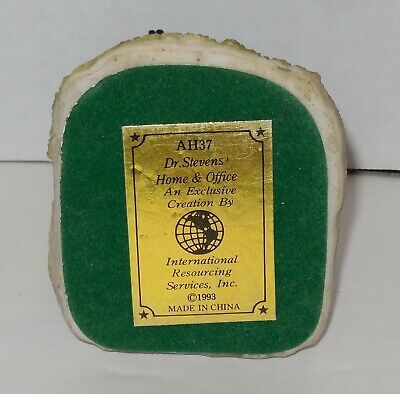 AH37
Dr. Stevens'
Home & Office
An Exclusive
Creation By
International
Resourcing
Services, Inc.
©1993
MADE IN CHINA